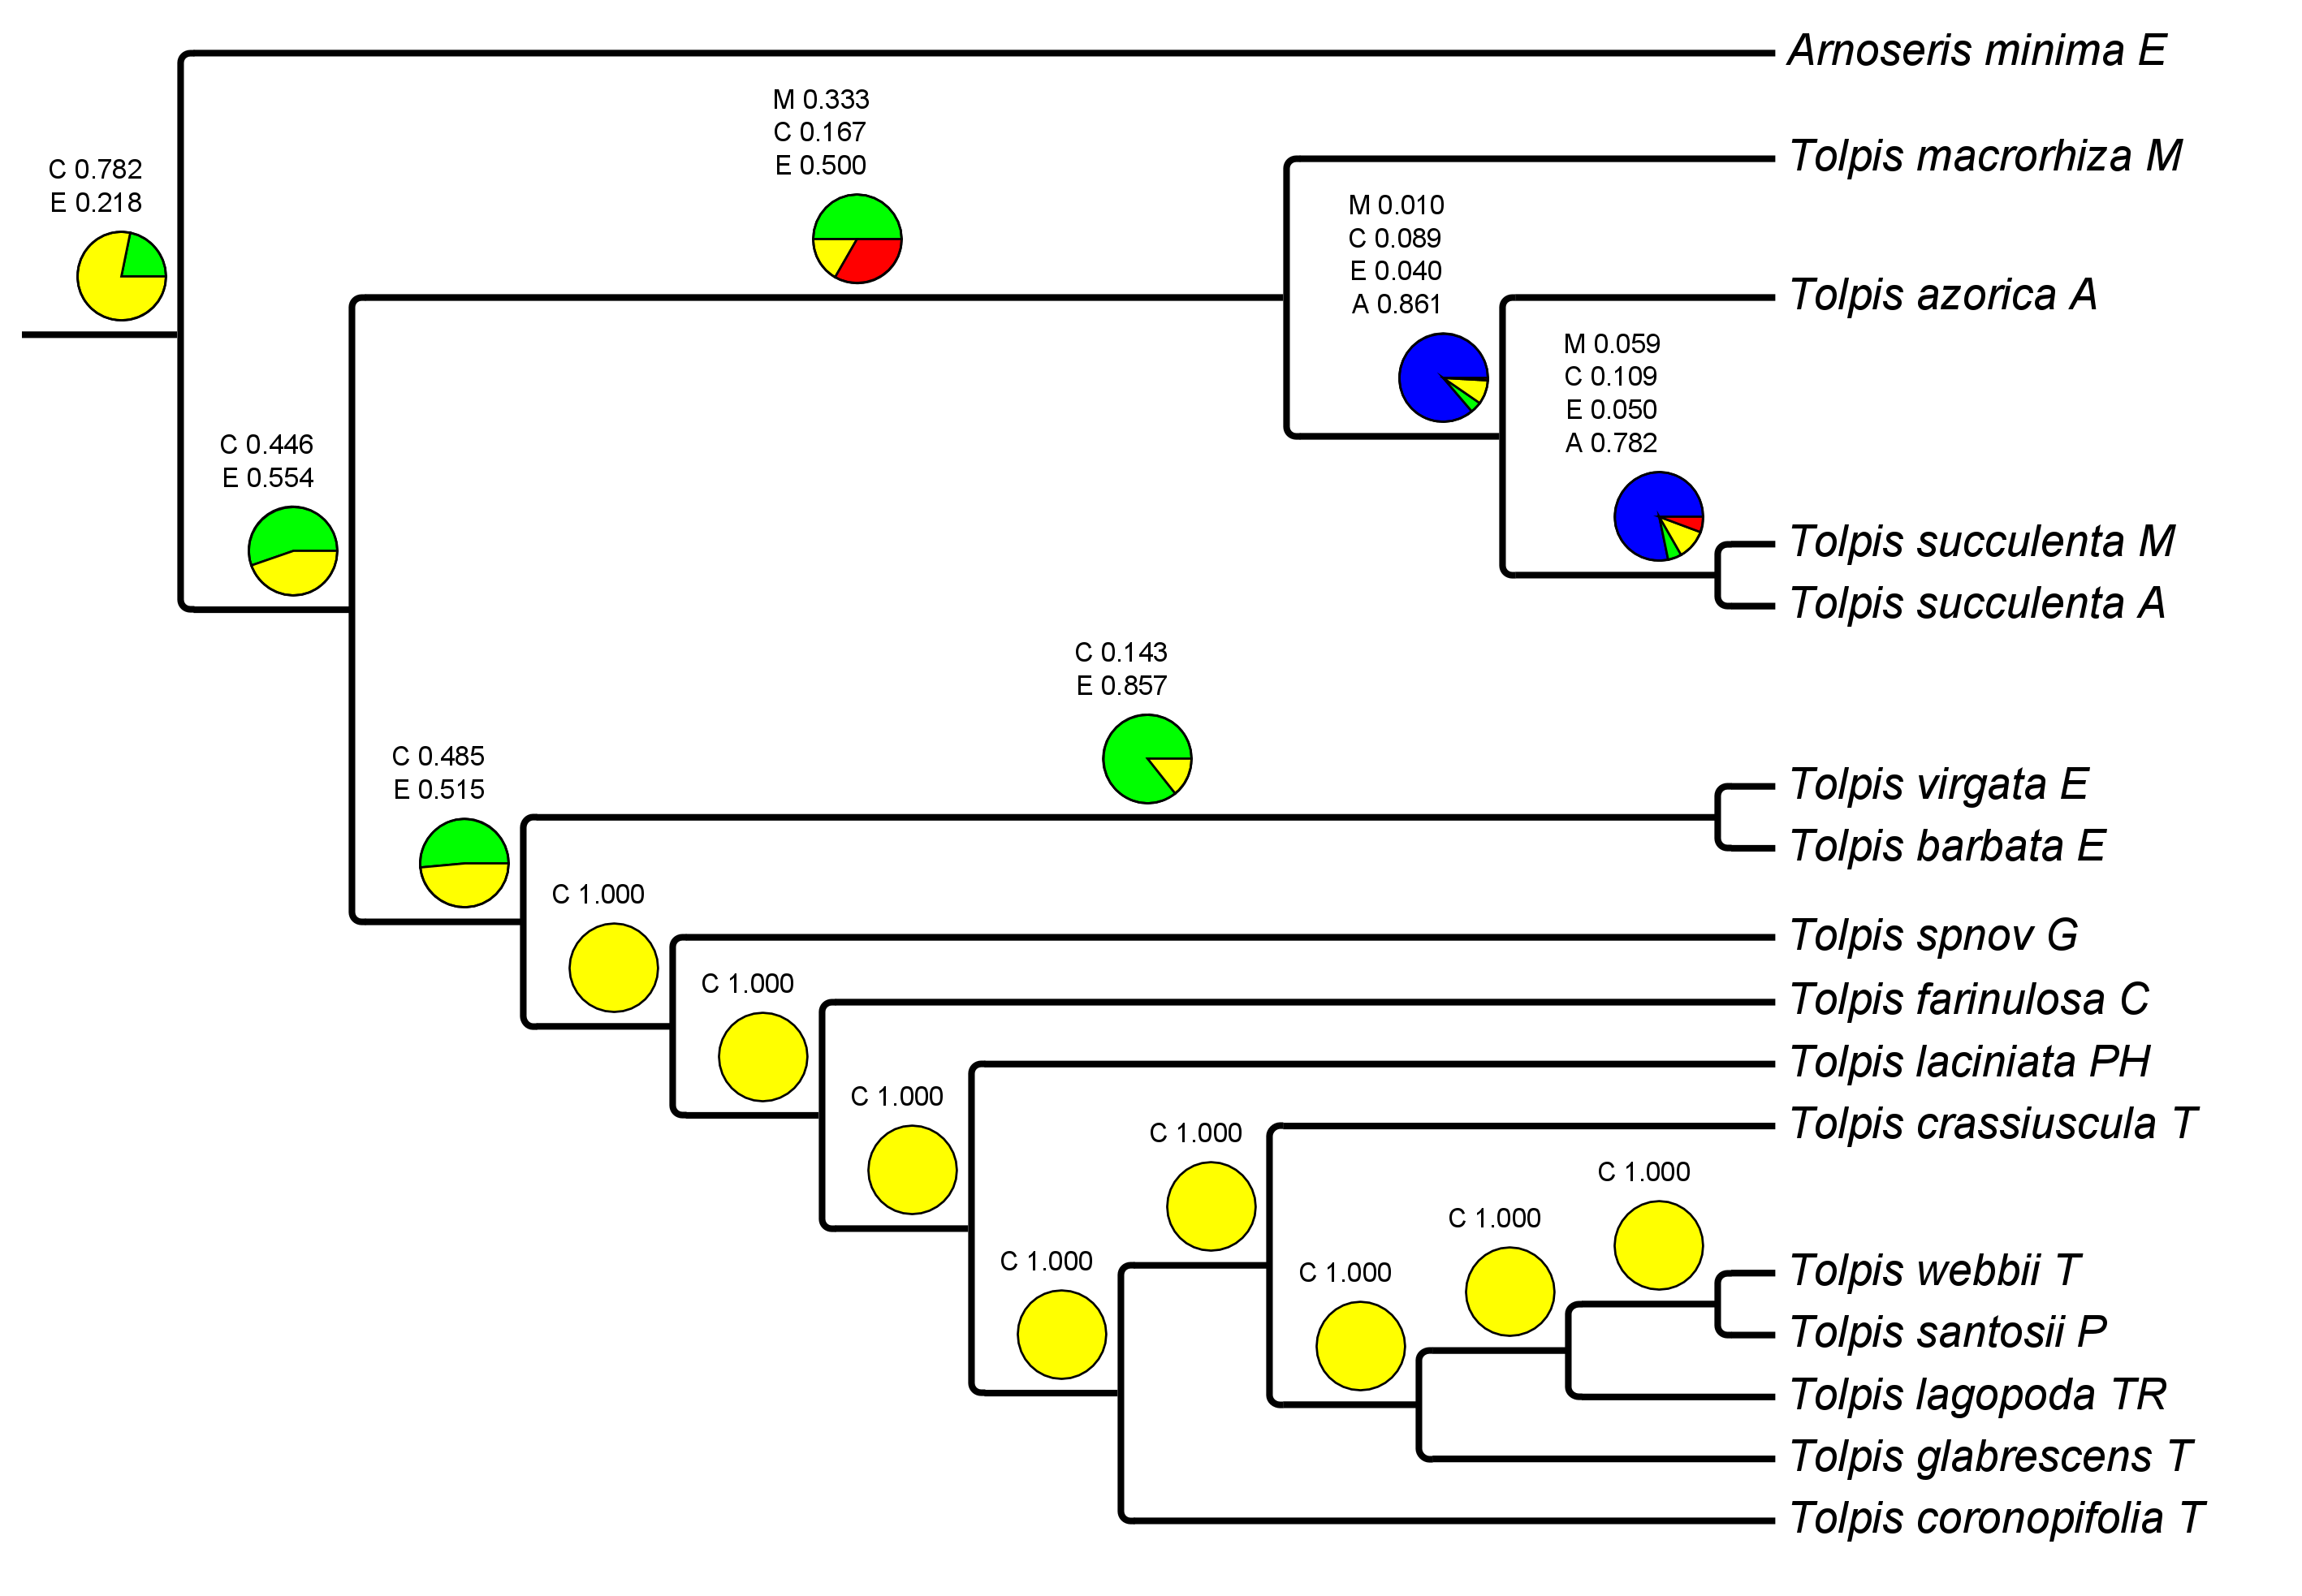 Arnoseris minima E
M 0.333
C 0.167
E 0.500
Tolpis macrorhiza M
C 0.782
E 0.218
M 0.010
C 0.089
E 0.040
A 0.861
Tolpis azorica A
M 0.059
C 0.109
E 0.050
A 0.782
C 0.446
E 0.554
Tolpis succulenta M
Tolpis succulenta A
C 0.143
E 0.857
C 0.485
E 0.515
Tolpis virgata E
Tolpis barbata E
C 1.000
Tolpis spnov G
C 1.000
Tolpis farinulosa C
Tolpis laciniata PH
C 1.000
Tolpis crassiuscula T
C 1.000
C 1.000
C 1.000
C 1.000
C 1.000
Tolpis webbii T
Tolpis santosii P
Tolpis lagopoda TR
Tolpis glabrescens T
Tolpis coronopifolia T